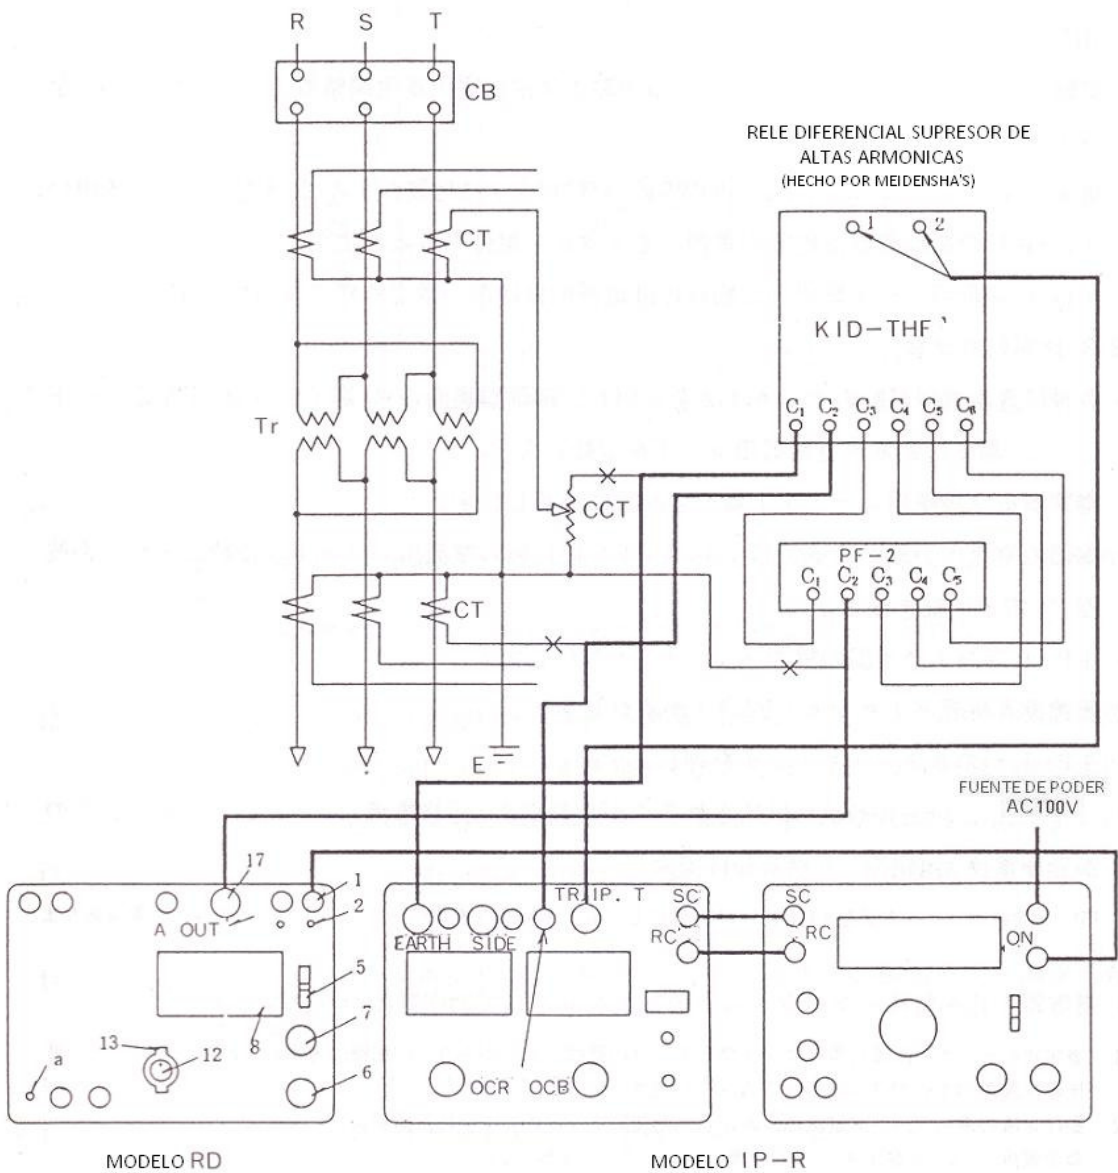 R S T
CB
RELE DIFERENCIAL SUPRESOR DE
ALTAS ARMONICAS
(HECHO POR MEIDENSHA'S)
1 2
CT
KID-THF
C1 C2 C3 C4 C5 C6
Tr
CCT
PF-2
C1 C2 C3 C4 C5
CT
E
FUENTE DE PODER
AC100V
17 1
2
A OUT
TRIP. T
SC SC
EARTH SIDE
RC RC
ON
5
8
7
13
12
a
6
OCR OCB
MODELO RD
MODELO IP-R